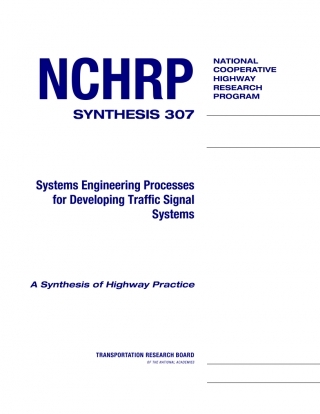 NCHRP
SYNTHESIS 307
NATIONAL
COOPERATIVE
HIGHWAY
RESEARCH
PROGRAM
Systems Engineering Processes
for Developing Traffic Signal
Systems
A Synthesis of Highway Practice
TRANSPORTATION RESEARCH BOARD
OF THE NATIONAL ACADEMIES